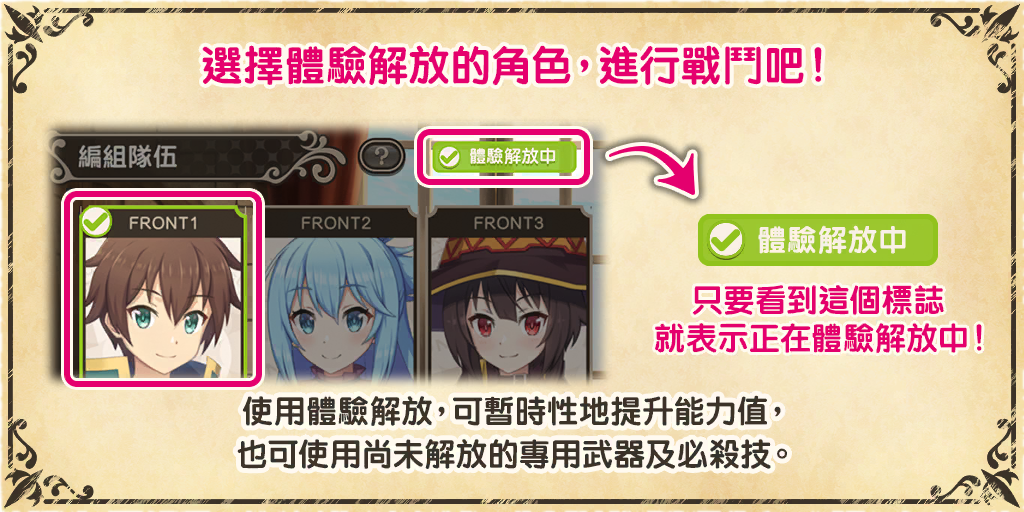 選擇體驗解放的角色，進行戰鬥吧！
編組隊伍
?
體驗解放中
FRONT1
FRONT2
FRONT3
體驗解放中
只要看到這個標誌
就表示正在體驗解放中！
使用體驗解放，可暫時性地提升能力值，
也可使用尚未解放的專用武器及必殺技。